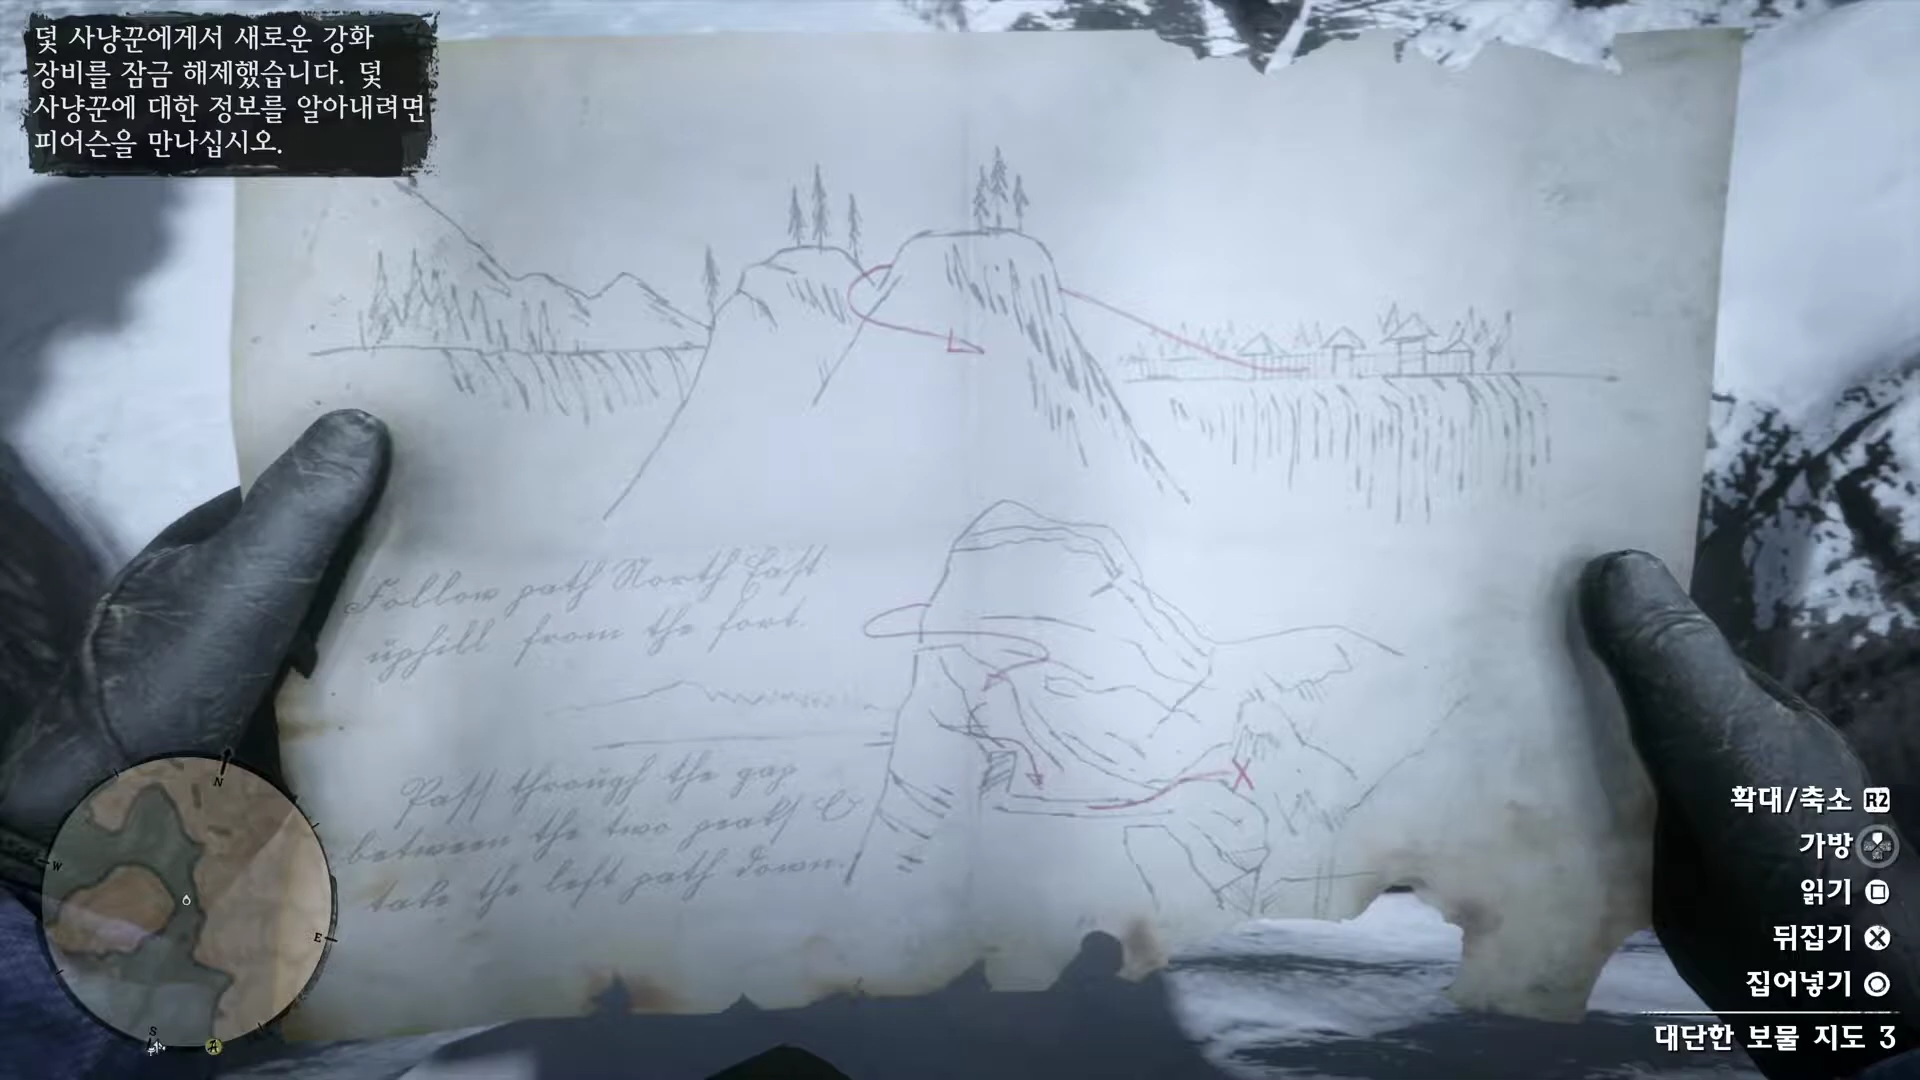 덫 사냥꾼에게서 새로운 강화
장비를 잠금 해제했습니다. 덫
사냥꾼에 대한 정보를 알아내려면
피어슨을 만나십시오.
Follow path North East
uphill from the fort.
Pass through the gap
between the two peaks &
take the left path down.
N
W
E
S
확대/축소 R2
가방
읽기
뒤집기
집어넣기
대단한 보물 지도 3